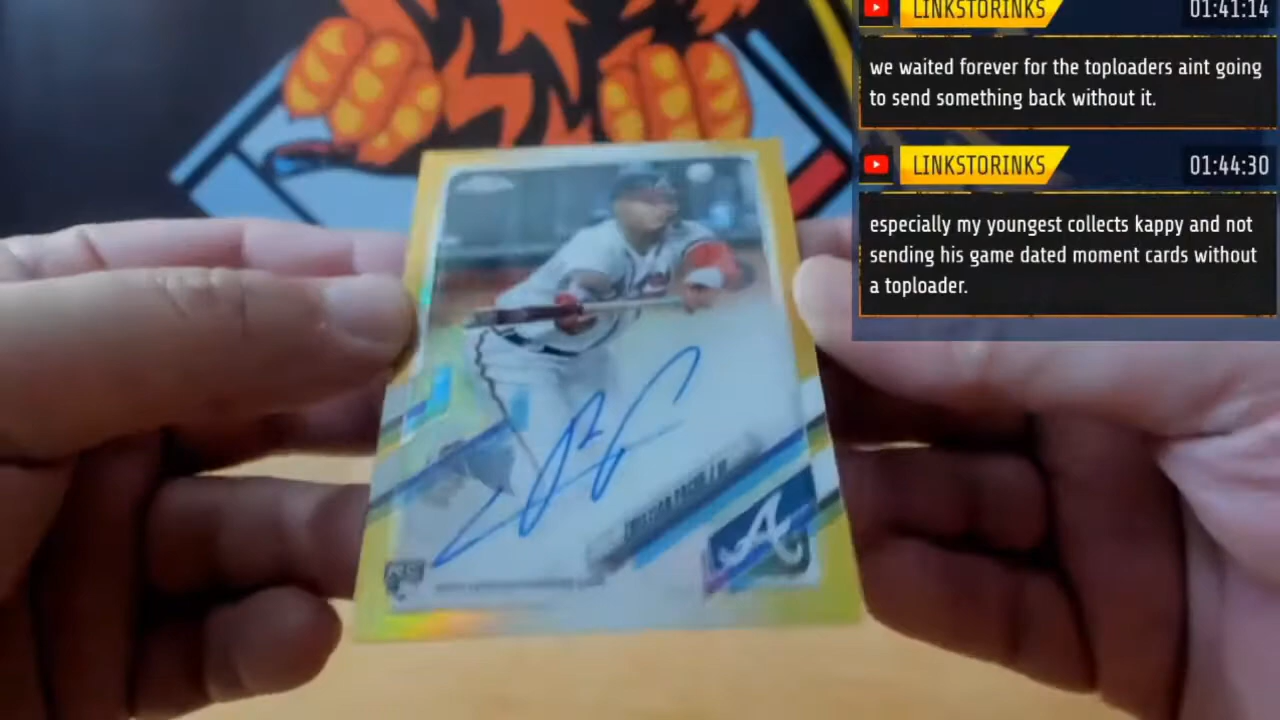 LINKSTORINKS
01:41:14
we waited forever for the toploaders aint going
to send something back without it.
LINKSTORINKS
01:44:30
especially my youngest collects kappy and not
sending his game dated moment cards without
a toploader.
RC
A